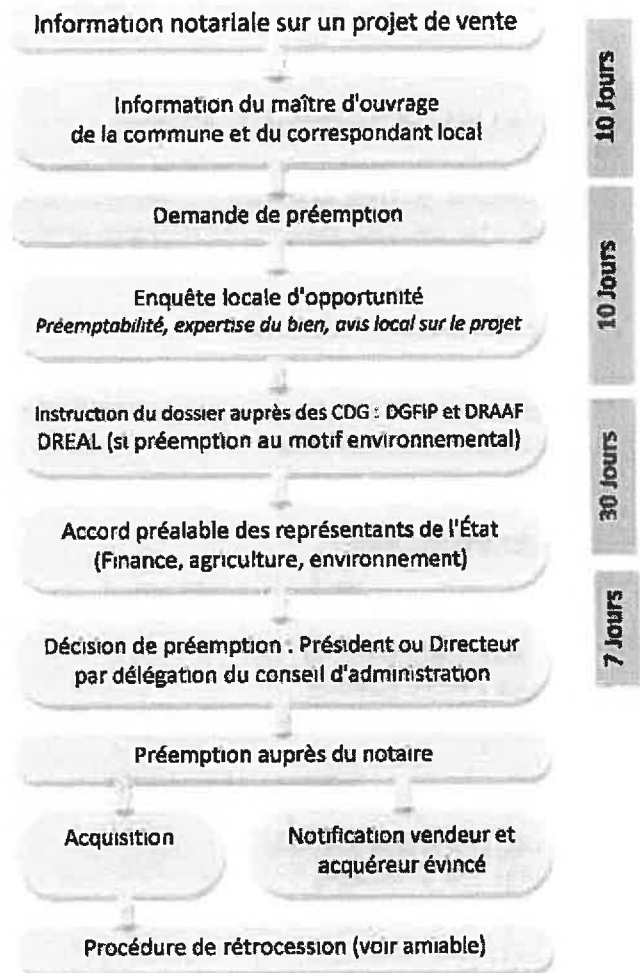 Information notariale sur un projet de vente
Information du maître d'ouvrage
de la commune et du correspondant local
10 Jours
Demande de préemption
Enquête locale d'opportunité
Préemptabilité, expertise du bien, avis local sur le projet
10 Jours
Instruction du dossier auprès des CDG : DGFIP et DRAAF
DREAL (si préemption au motif environnemental)
Accord préalable des représentants de l'État
(Finance, agriculture, environnement)
30 Jours
Décision de préemption . Président ou Directeur
par délégation du conseil d'administration
7 Jours
Préemption auprès du notaire
Acquisition
Notification vendeur et
acquéreur évincé
Procédure de rétrocession (voir amiable)